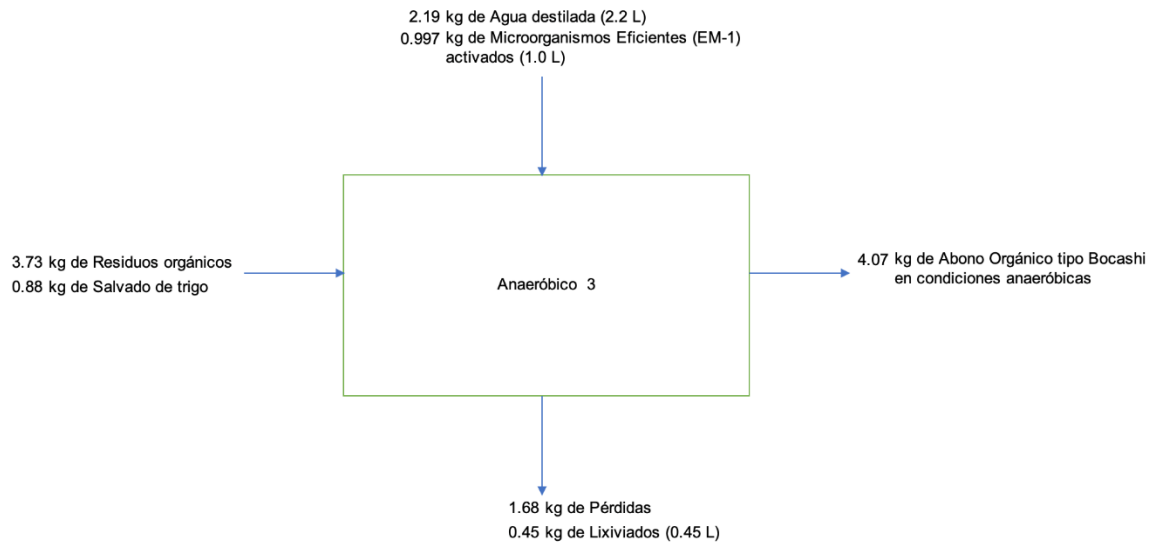 2.19 kg de Agua destilada (2.2 L)
0.997 kg de Microorganismos Eficientes (EM-1)
activados (1.0 L)
3.73 kg de Residuos orgánicos
0.88 kg de Salvado de trigo
Anaeróbico 3
4.07 kg de Abono Orgánico tipo Bocashi
en condiciones anaeróbicas
1.68 kg de Pérdidas
0.45 kg de Lixiviados (0.45 L)